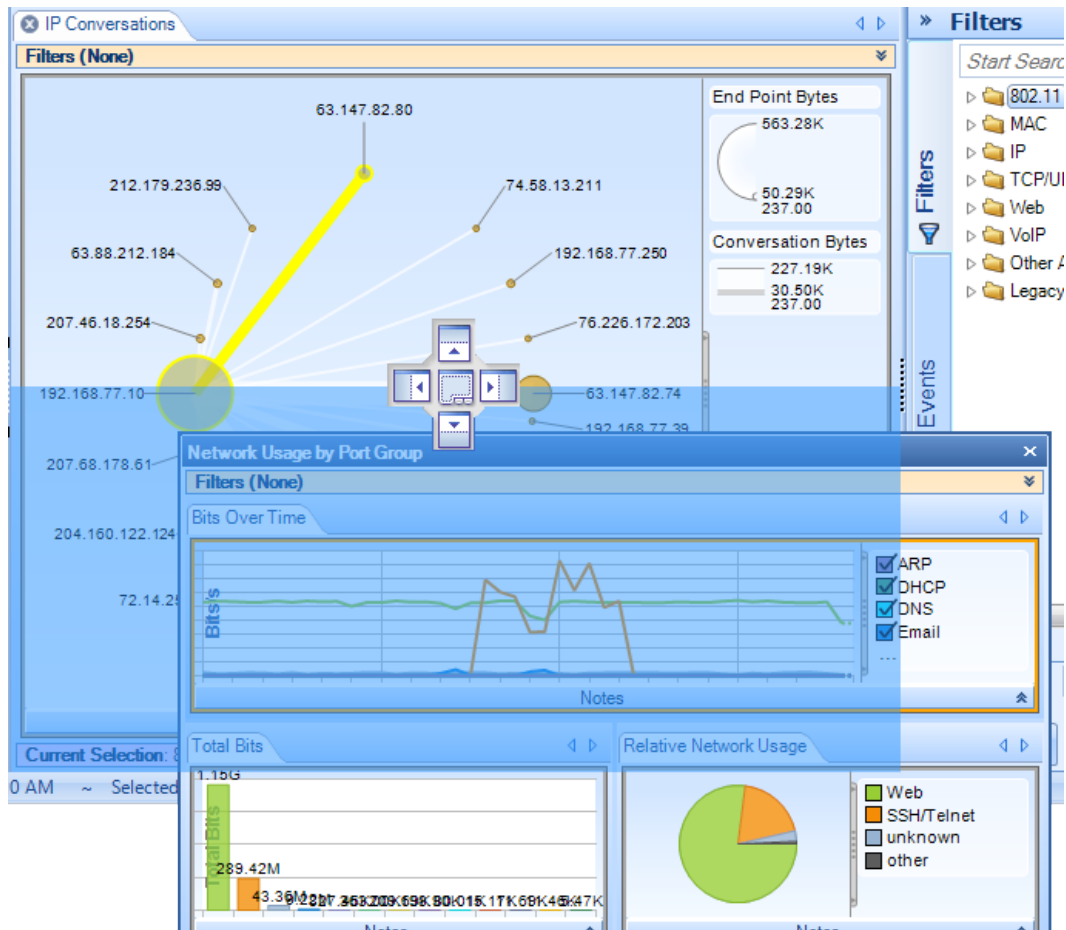 IP Conversations
Filters (None)
63.147.82.80
212.179.236.99
74.58.13.211
63.88.212.184
192.168.77.250
207.46.18.254
76.226.172.203
192.168.77.10
63.147.82.74
192.168.77.39
207.68.178.61
204.160.122.124
72.14.25
End Point Bytes
563.28K
50.29K
237.00
Conversation Bytes
227.19K
30.50K
237.00
Current Selection:
0 AM ~ Selected
Filters
Start Searc
802.11
MAC
IP
TCP/U
Web
VoIP
Other A
Legacy
Filters
Events
Network Usage by Port Group
Filters (None)
Bits Over Time
Bits/s
ARP
DHCP
DNS
Email
...
Notes
Total Bits
1.15G
Total Bits
289.42M
43.36M
Notes
Relative Network Usage
Web
SSH/Telnet
unknown
other
Notes